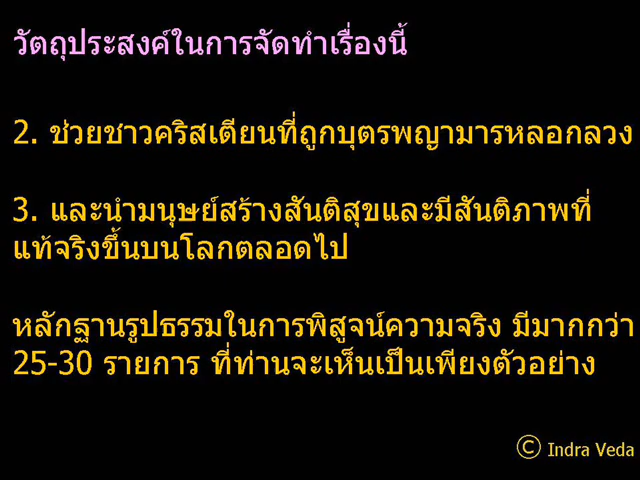 วัตถุประสงค์ในการจัดทำเรื่องนี้
2. ช่วยชาวคริสเตียนที่ถูกบุตรพญามารหลอกลวง
3. และนำมนุษย์สร้างสันติสุขและมีสันติภาพที่
แท้จริงขึ้นบนโลกตลอดไป
หลักฐานรูปธรรมในการพิสูจน์ความจริง มีมากกว่า
25-30 รายการ ที่ท่านจะเห็นเป็นเพียงตัวอย่าง
© Indra Veda